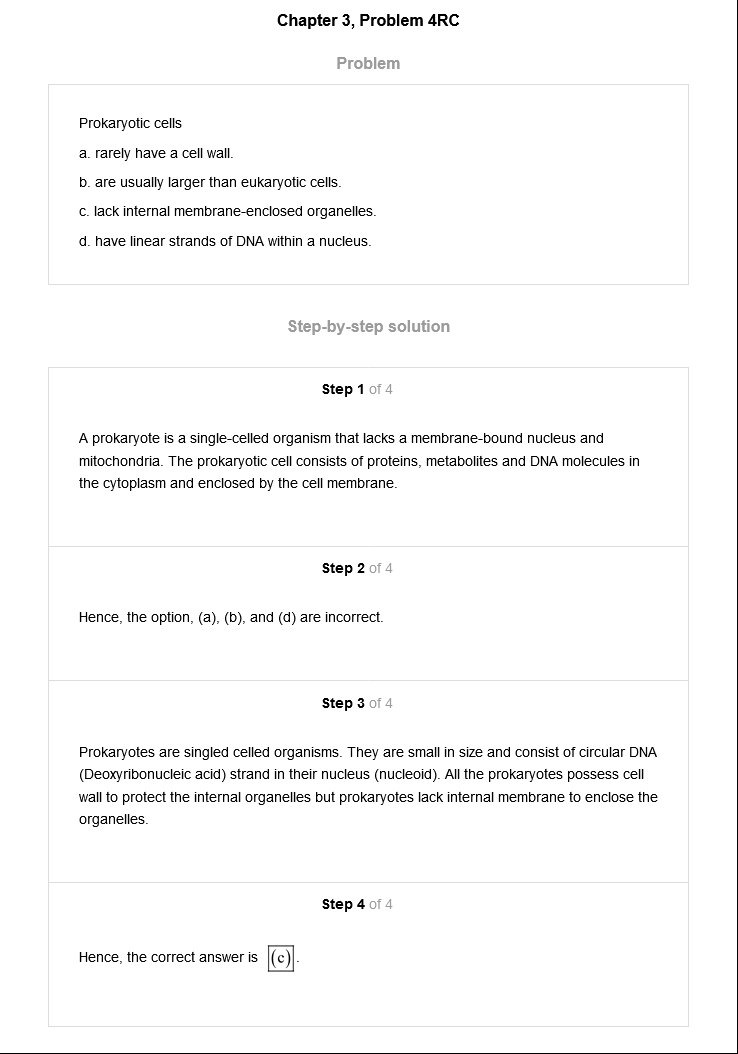 Chapter 3, Problem 4RC
Problem
Prokaryotic cells
a. rarely have a cell wall.
b. are usually larger than eukaryotic cells.
c. lack internal membrane-enclosed organelles.
d. have linear strands of DNA within a nucleus.
Step-by-step solution
Step 1 of 4
A prokaryote is a single-celled organism that lacks a membrane-bound nucleus and
mitochondria. The prokaryotic cell consists of proteins, metabolites and DNA molecules in
the cytoplasm and enclosed by the cell membrane.
Step 2 of 4
Hence, the option, (a), (b), and (d) are incorrect.
Step 3 of 4
Prokaryotes are singled celled organisms. They are small in size and consist of circular DNA
(Deoxyribonucleic acid) strand in their nucleus (nucleoid). All the prokaryotes possess cell
wall to protect the internal organelles but prokaryotes lack internal membrane to enclose the
organelles.
Step 4 of 4
Hence, the correct answer is (c).